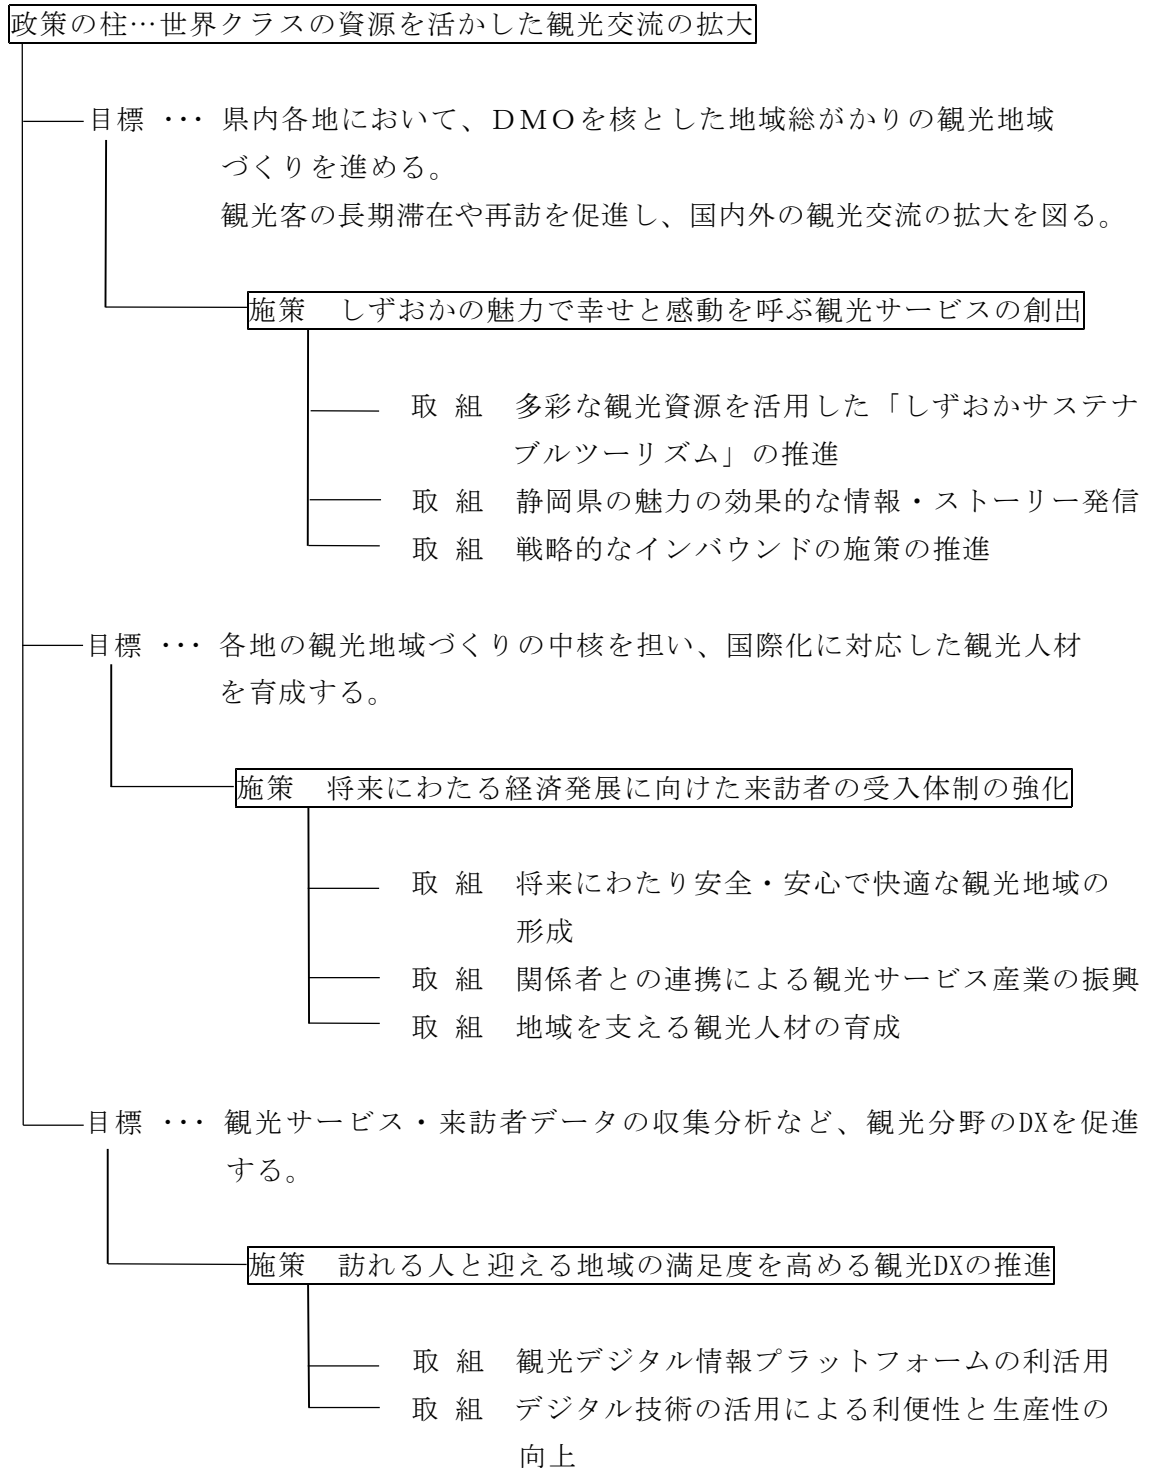 政策の柱…世界クラスの資源を活かした観光交流の拡大
目標 … 県内各地において、DMOを核とした地域総がかりの観光地域
づくりを進める。
観光客の長期滞在や再訪を促進し、国内外の観光交流の拡大を図る。
施策　しずおかの魅力で幸せと感動を呼ぶ観光サービスの創出
取 組　多彩な観光資源を活用した「しずおかサステナ
ブルツーリズム」の推進
取 組　静岡県の魅力の効果的な情報・ストーリー発信
取 組　戦略的なインバウンドの施策の推進
目標 … 各地の観光地域づくりの中核を担い、国際化に対応した観光人材
を育成する。
施策　将来にわたる経済発展に向けた来訪者の受入体制の強化
取 組　将来にわたり安全・安心で快適な観光地域の
形成
取 組　関係者との連携による観光サービス産業の振興
取 組　地域を支える観光人材の育成
目標 … 観光サービス・来訪者データの収集分析など、観光分野のDXを促進
する。
施策　訪れる人と迎える地域の満足度を高める観光DXの推進
取 組　観光デジタル情報プラットフォームの利活用
取 組　デジタル技術の活用による利便性と生産性の
向上